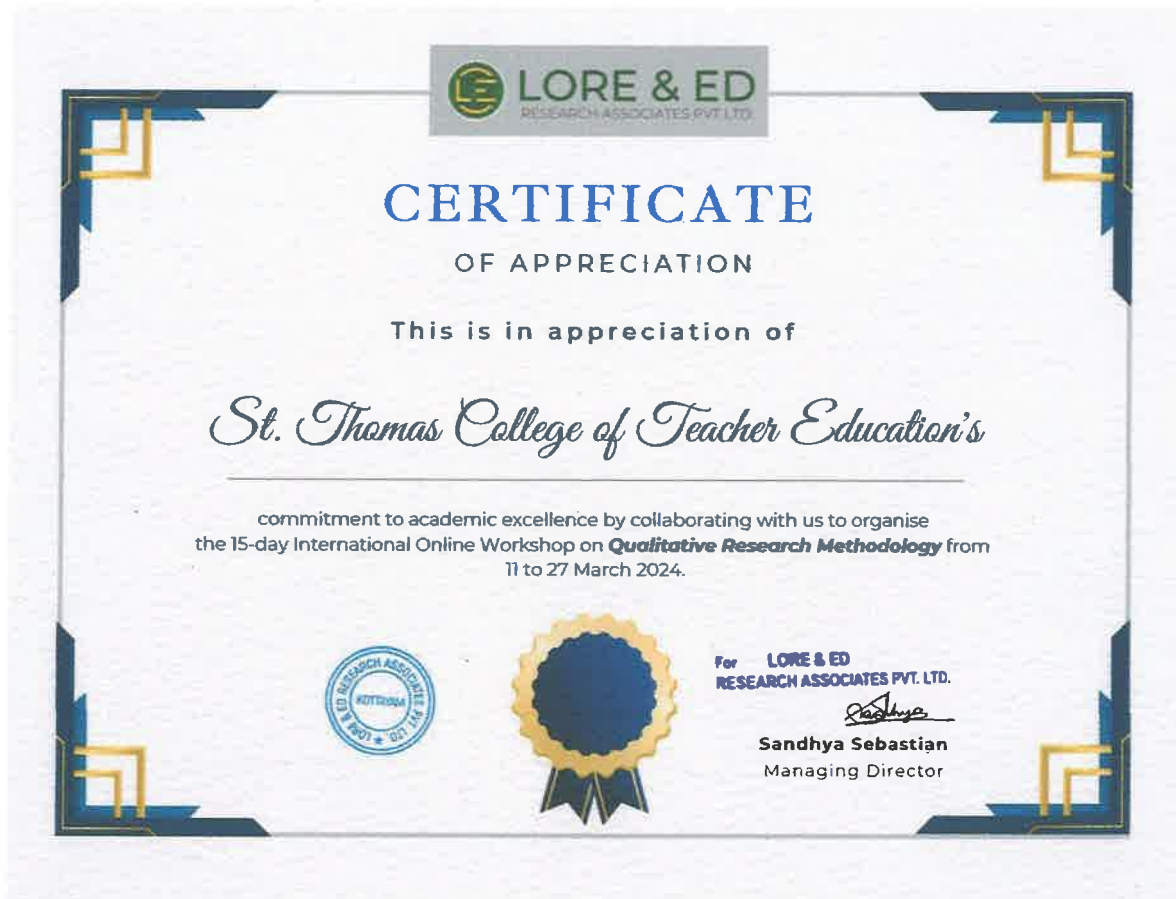 LORE & ED
RESEARCH ASSOCIATES PVT. LTD.
CERTIFICATE
OF APPRECIATION
This is in appreciation of
St. Thomas College of Teacher Education's
commitment to academic excellence by collaborating with us to organise
the 15-day International Online Workshop on Qualitative Research Methodology from
11 to 27 March 2024.
LORE & ED RESEARCH ASSOCIATES PVT. LTD.
KOTTAYAM
For LORE & ED
RESEARCH ASSOCIATES PVT. LTD.
Sandhya
Sandhya Sebastian
Managing Director